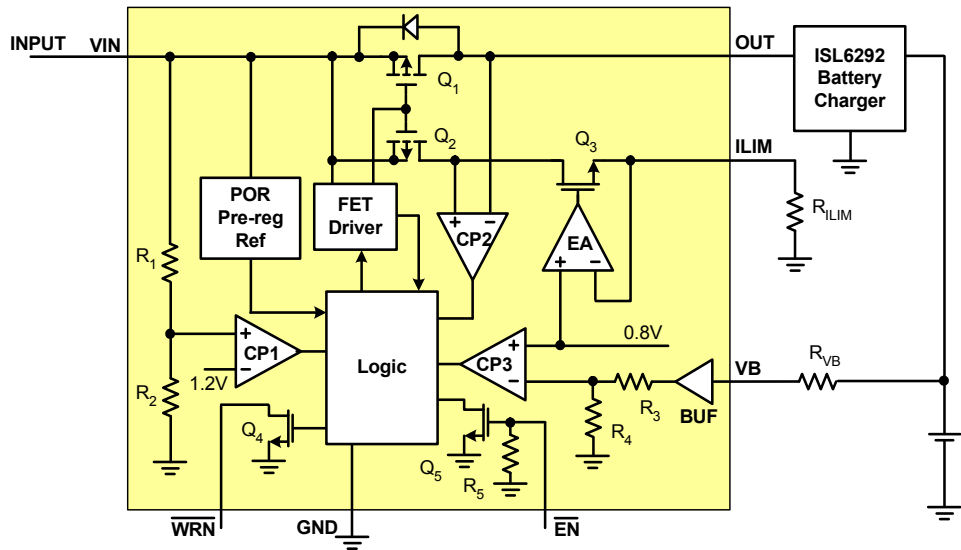 INPUT
VIN
OUT
ISL6292
Battery
Charger
Q1
Q2
Q3
ILIM
RILIM
POR
Pre-reg
Ref
FET
Driver
+
−
CP2
EA
+
−
R1
+
CP1
−
1.2V
Logic
0.8V
+
CP3
−
VB
RVB
R2
R3
BUF
R4
Q4
Q5
R5
WRN
GND
EN